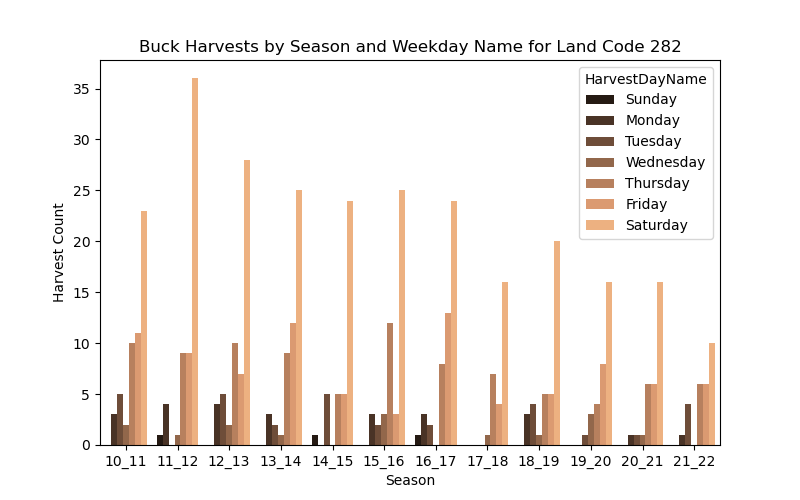 Buck Harvests by Season and Weekday Name for Land Code 282
HarvestDayName
Sunday
Monday
Tuesday
Wednesday
Thursday
Friday
Saturday
Harvest Count
35
30
25
20
15
10
5
0
10_11 11_12 12_13 13_14 14_15 15_16 16_17 17_18 18_19 19_20 20_21 21_22
Season